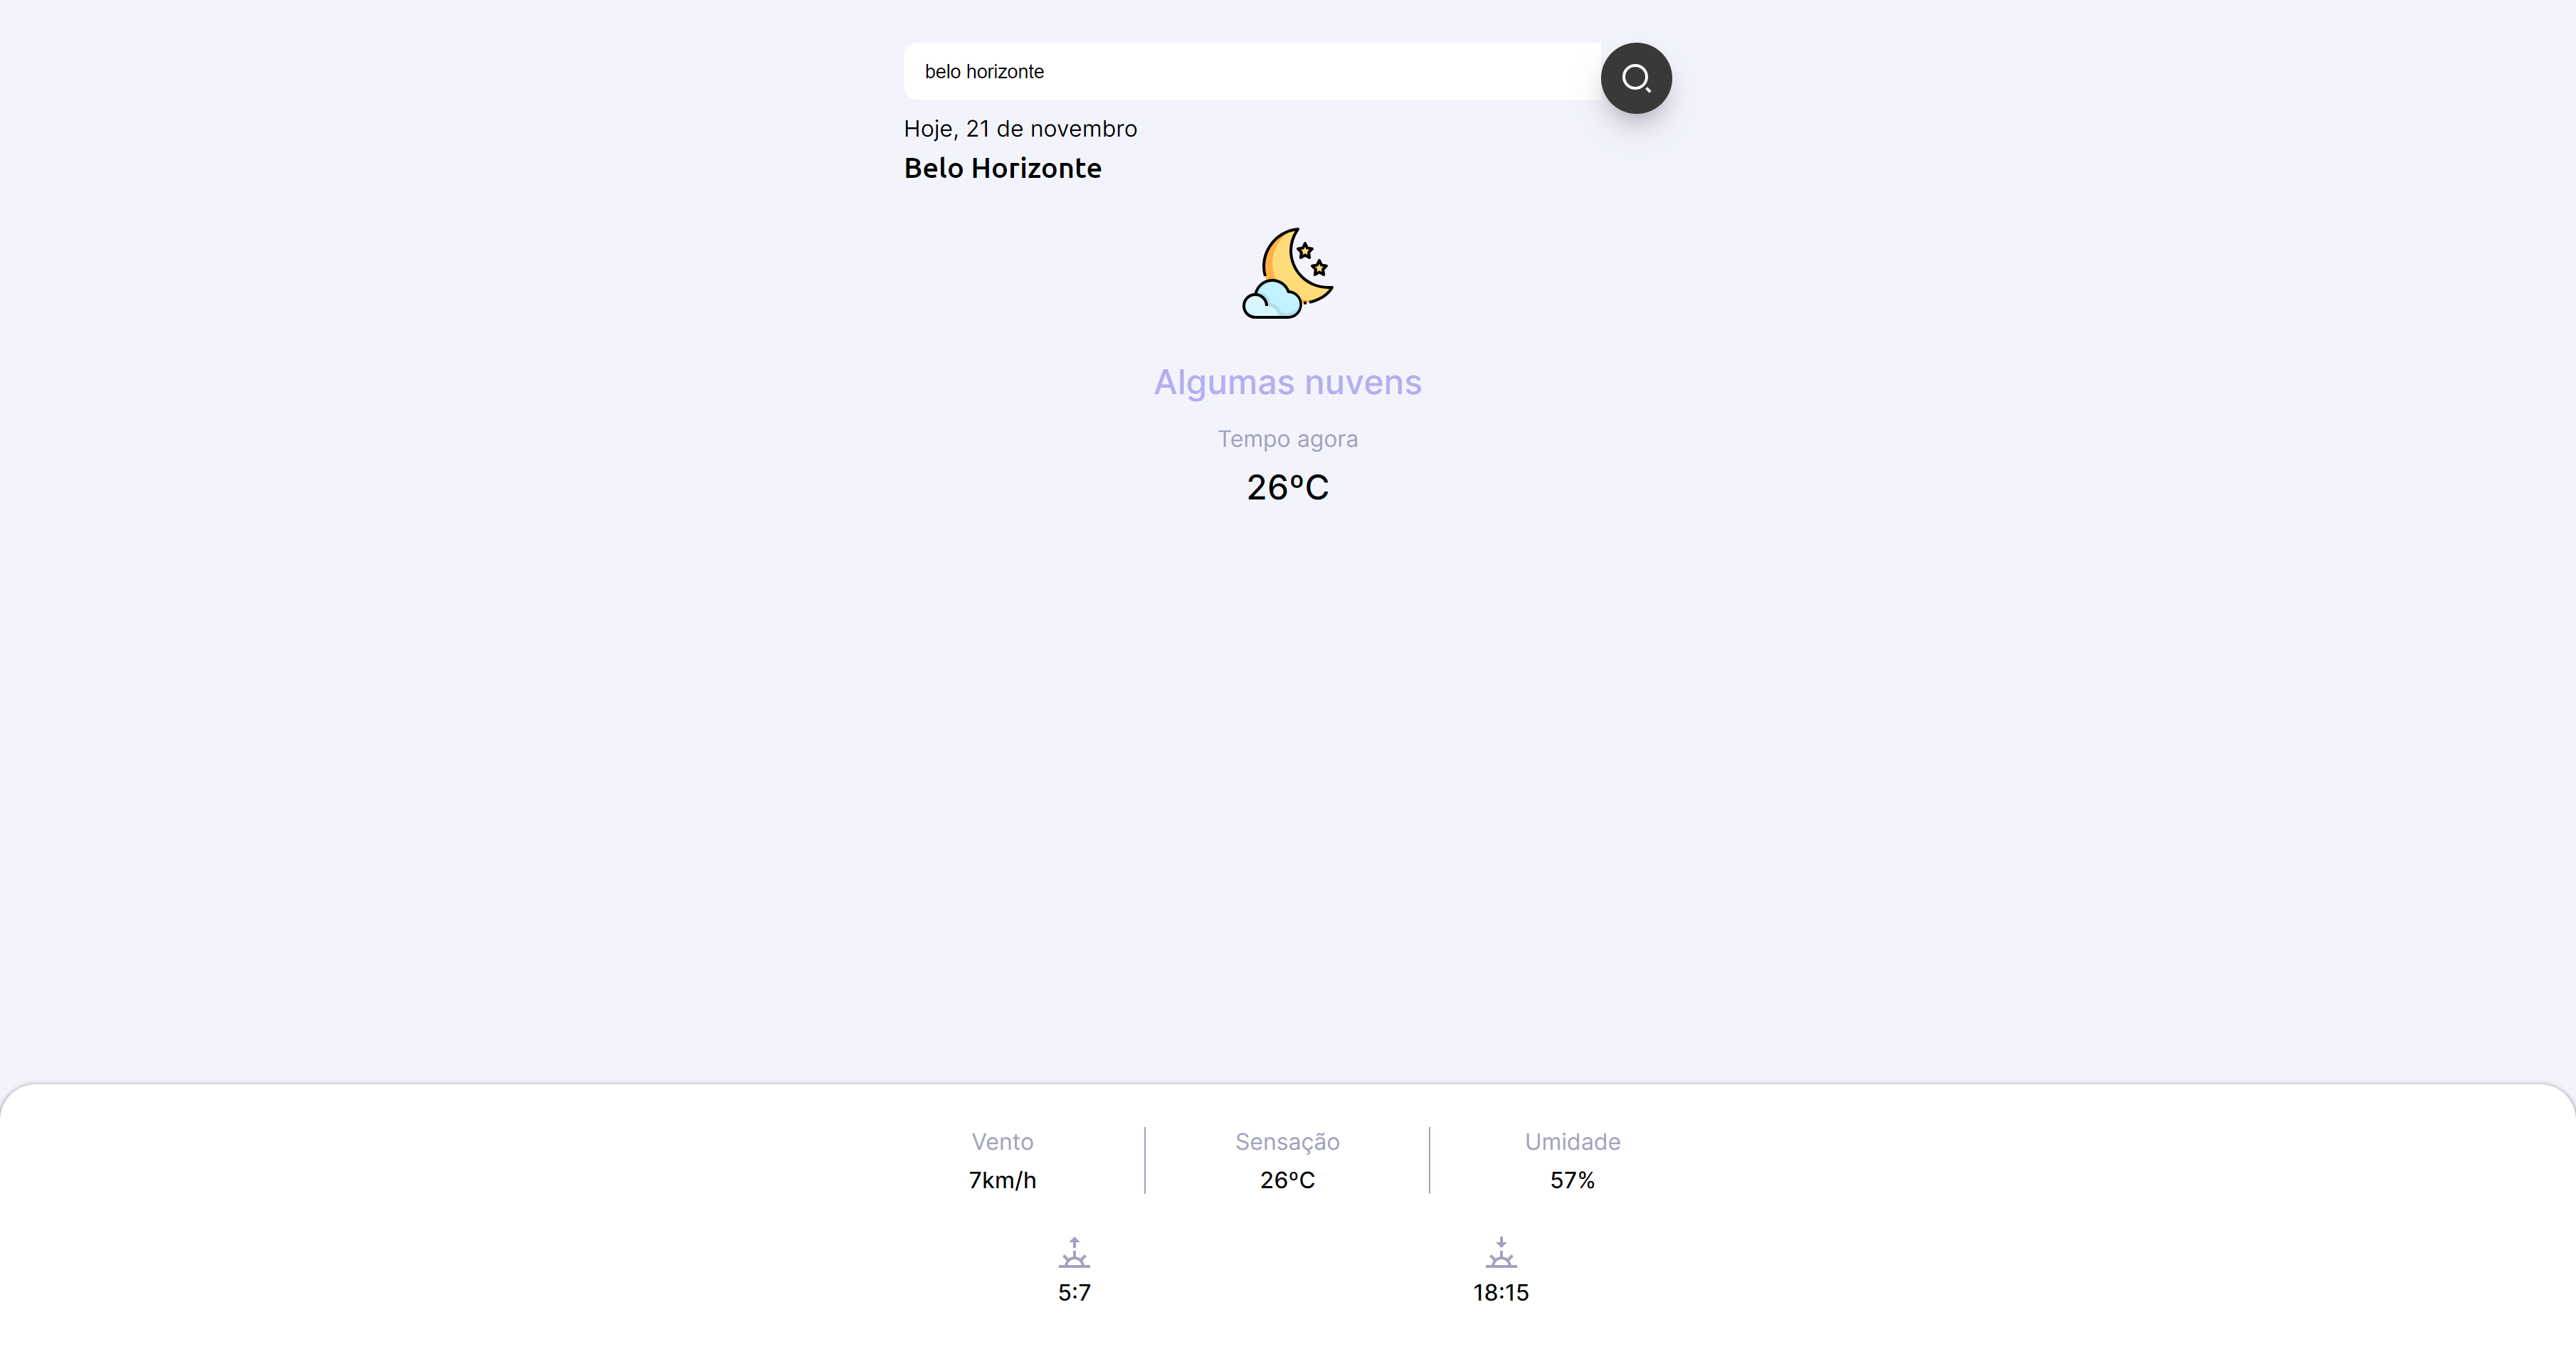 belo horizonte
Hoje, 21 de novembro
Belo Horizonte
Algumas nuvens
Tempo agora
26ºC
Vento
7km/h
Sensação
26ºC
Umidade
57%
5:7
18:15